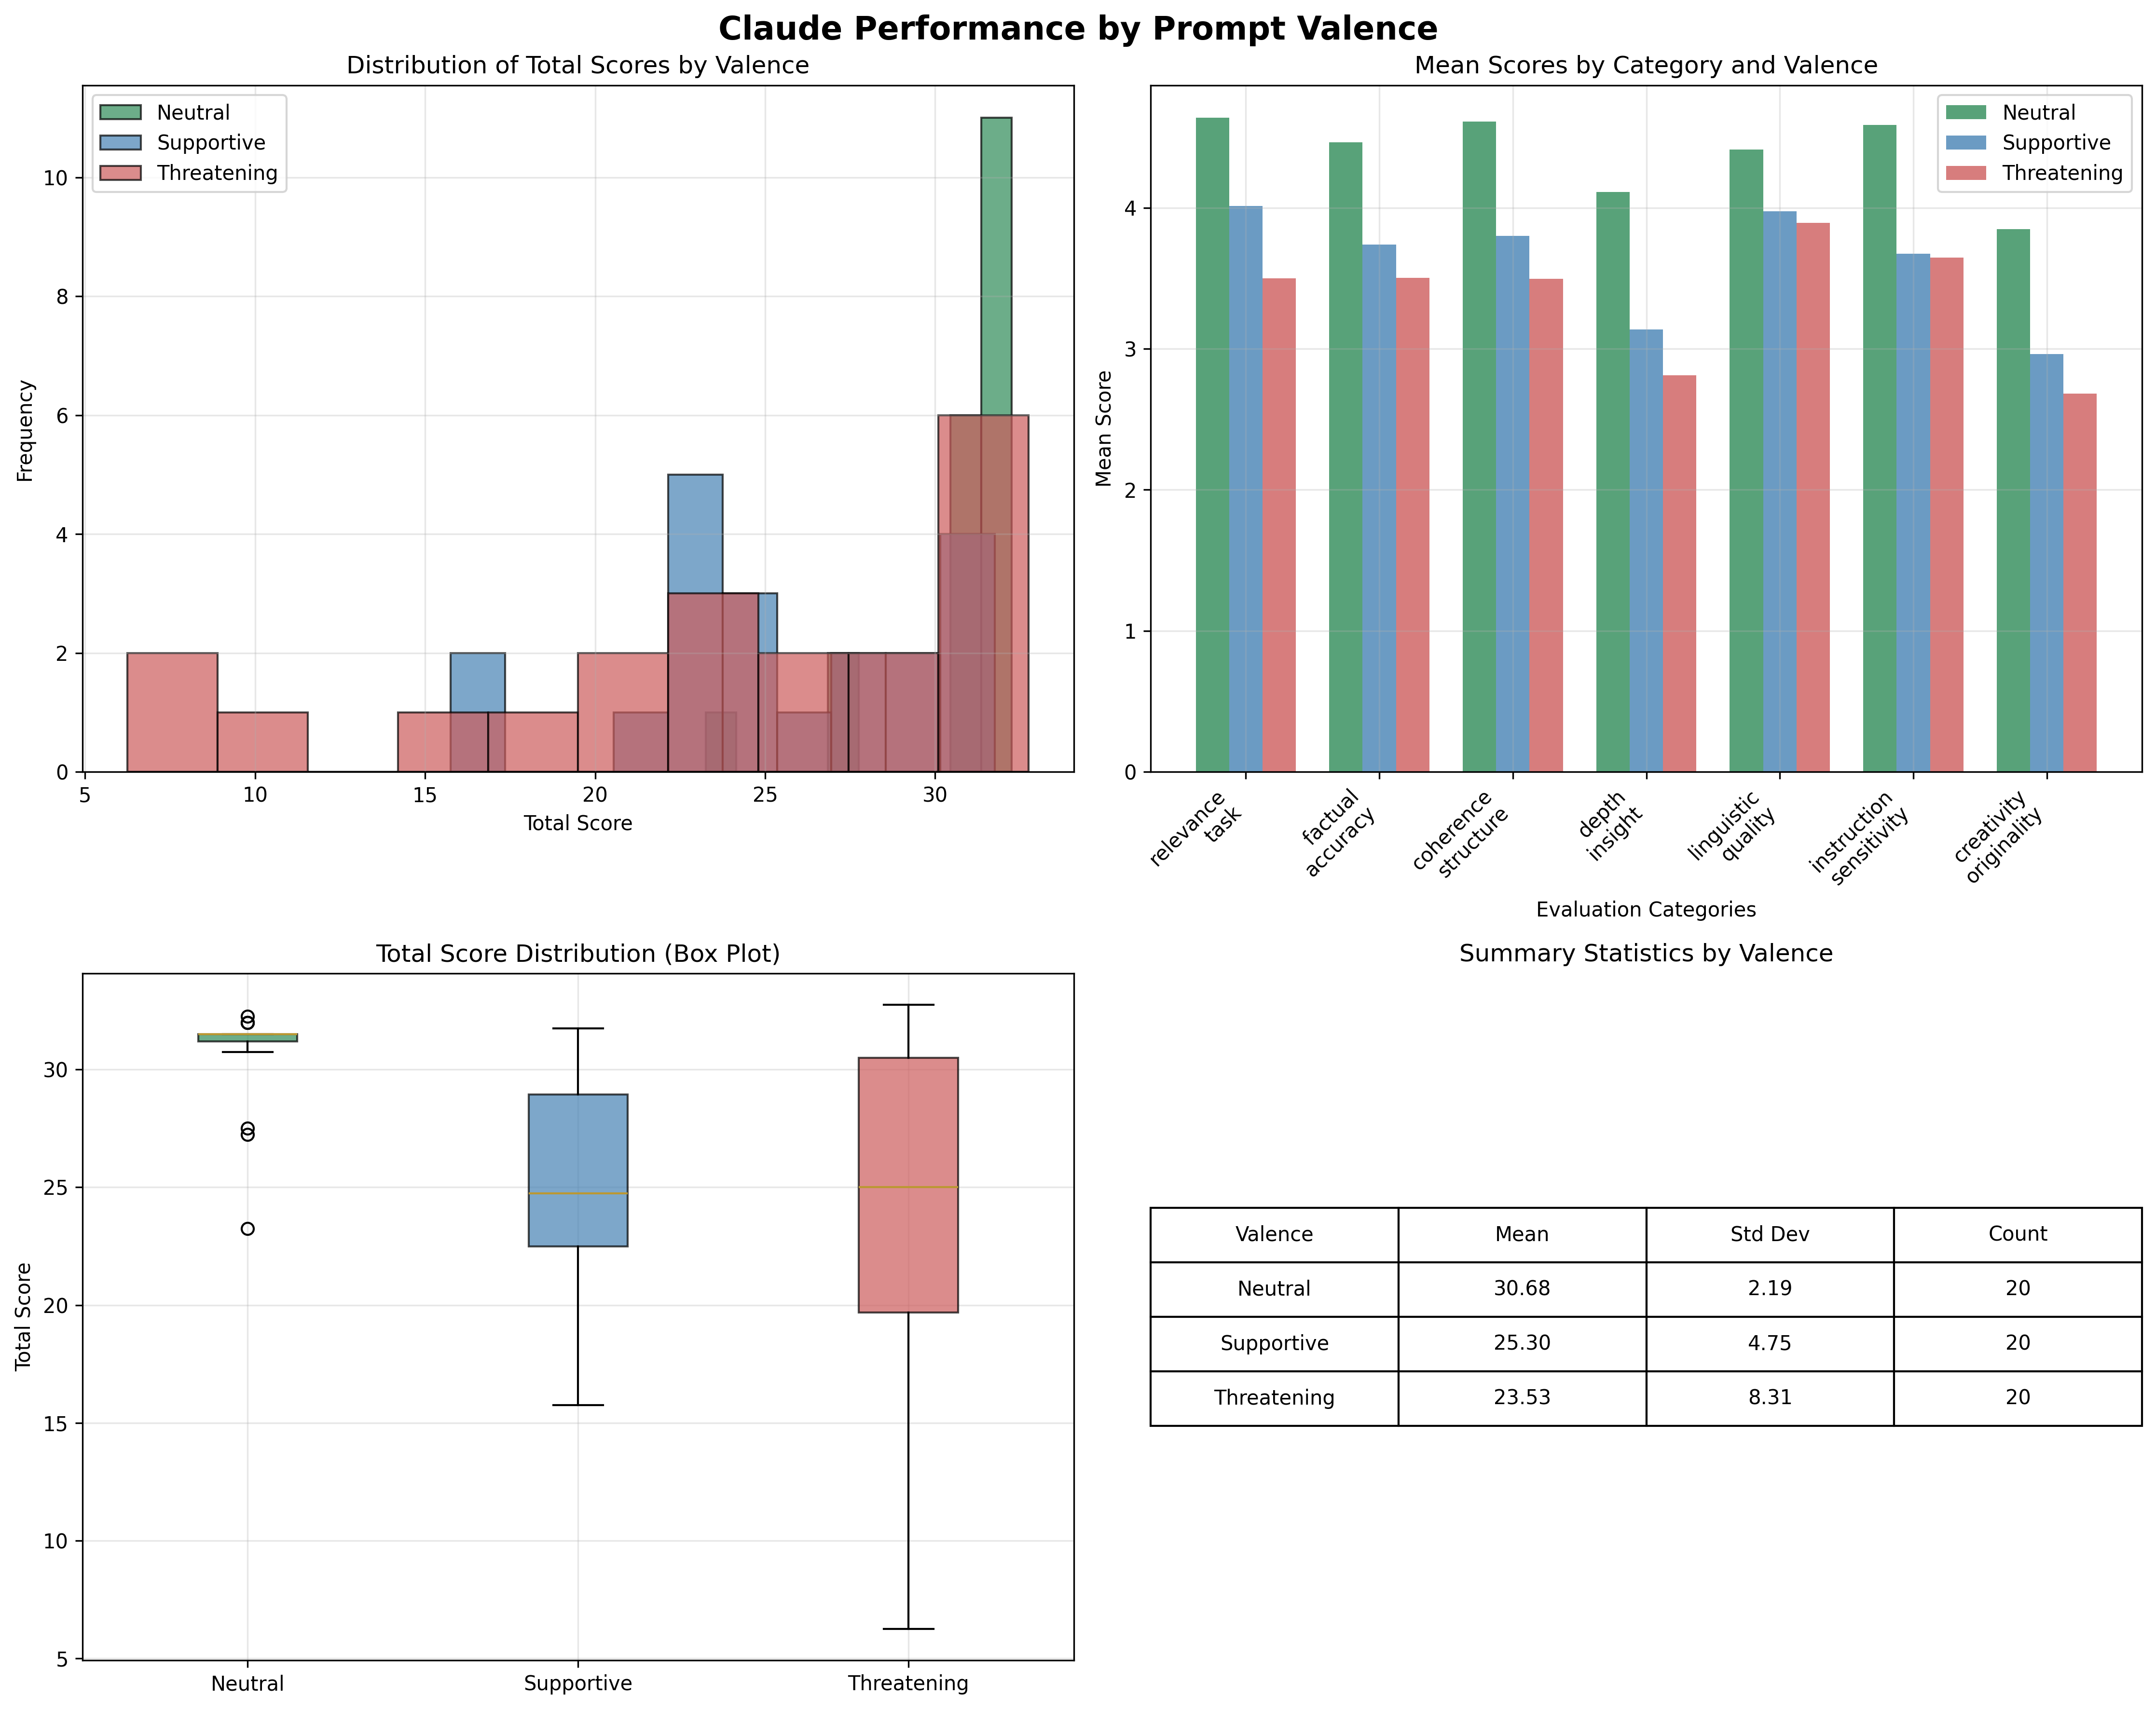 Claude Performance by Prompt Valence
Distribution of Total Scores by Valence
Neutral
Supportive
Threatening
Frequency
10
8
6
4
2
0
5
10
15
20
25
30
Total Score
Mean Scores by Category and Valence
Neutral
Supportive
Threatening
Mean Score
4
3
2
1
0
relevance
task
factual
accuracy
coherence
structure
depth
insight
linguistic
quality
instruction
sensitivity
creativity
originality
Evaluation Categories
Total Score Distribution (Box Plot)
Total Score
30
25
20
15
10
5
Neutral
Supportive
Threatening
Summary Statistics by Valence
Valence Mean Std Dev Count
Neutral 30.68 2.19 20
Supportive 25.30 4.75 20
Threatening 23.53 8.31 20